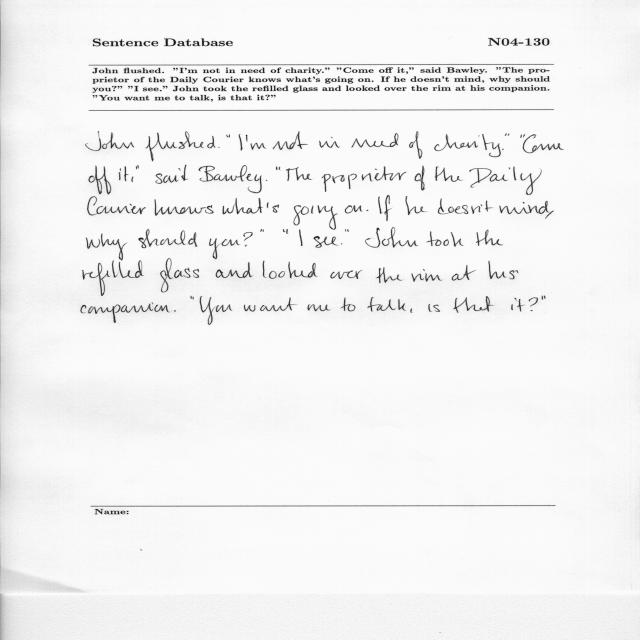 Sentence Database N04-130
John flushed. "I'm not in need of charity." "Come off it," said Bawley. "The pro-
prietor of the Daily Courier knows what's going on. If he doesn't mind, why should
you?" "I see." John took the refilled glass and looked over the rim at his companion.
"You want me to talk, is that it?"
John flushed. "I'm not in need of charity." "Come
off it," said Bawley. "The proprietor of the Daily
Courier knows what's going on. If he doesn't mind,
why should you?" "I see." John took the
refilled glass and looked over the rim at his
companion. "You want me to talk, is that it?"
Name: